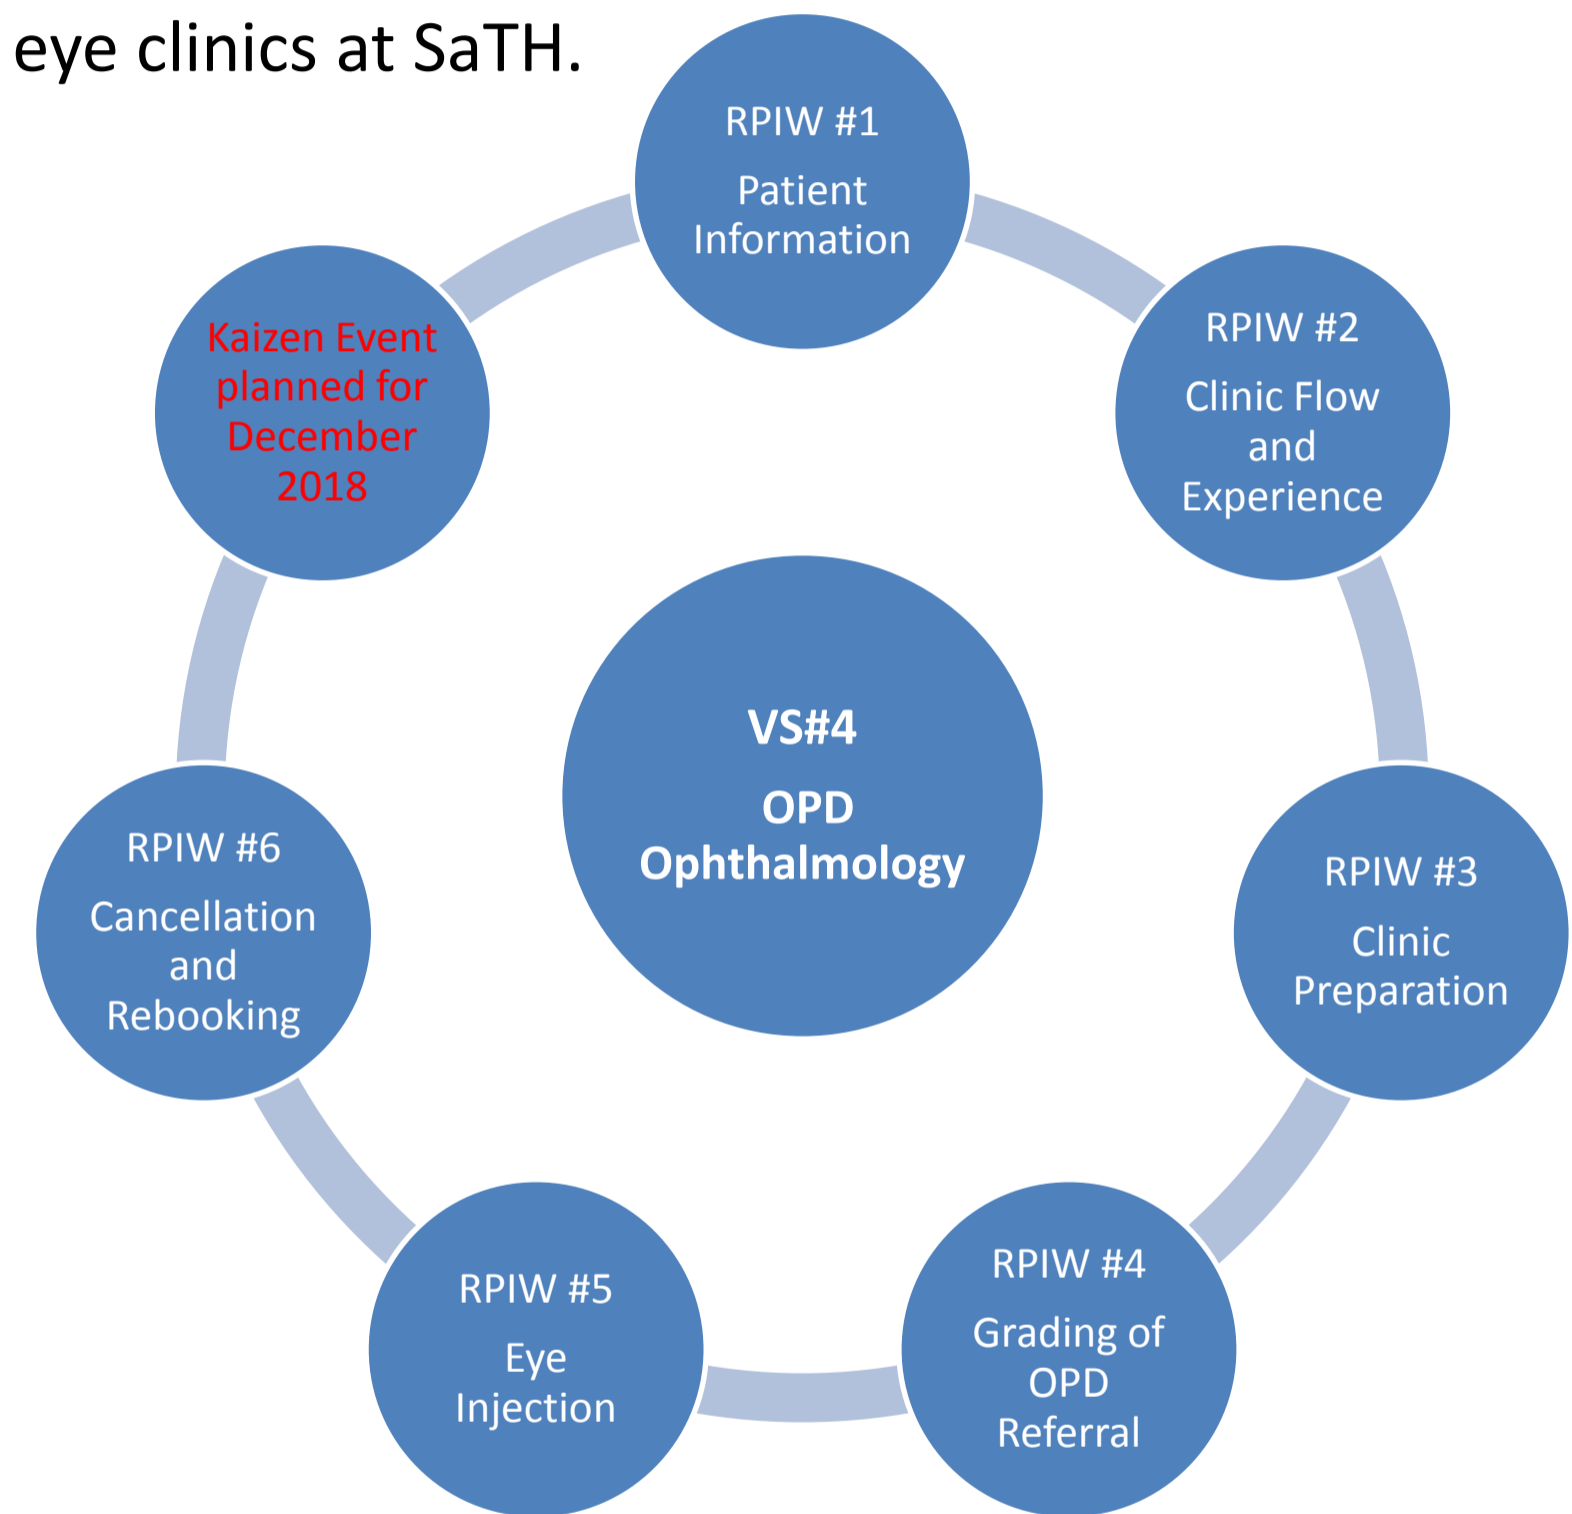 eye clinics at SaTH.
RPIW #1
Patient
Information
RPIW #2
Clinic Flow
and
Experience
RPIW #3
Clinic
Preparation
RPIW #4
Grading of
OPD
Referral
RPIW #5
Eye
Injection
RPIW #6
Cancellation
and
Rebooking
Kaizen Event
planned for
December
2018
VS#4
OPD
Ophthalmology